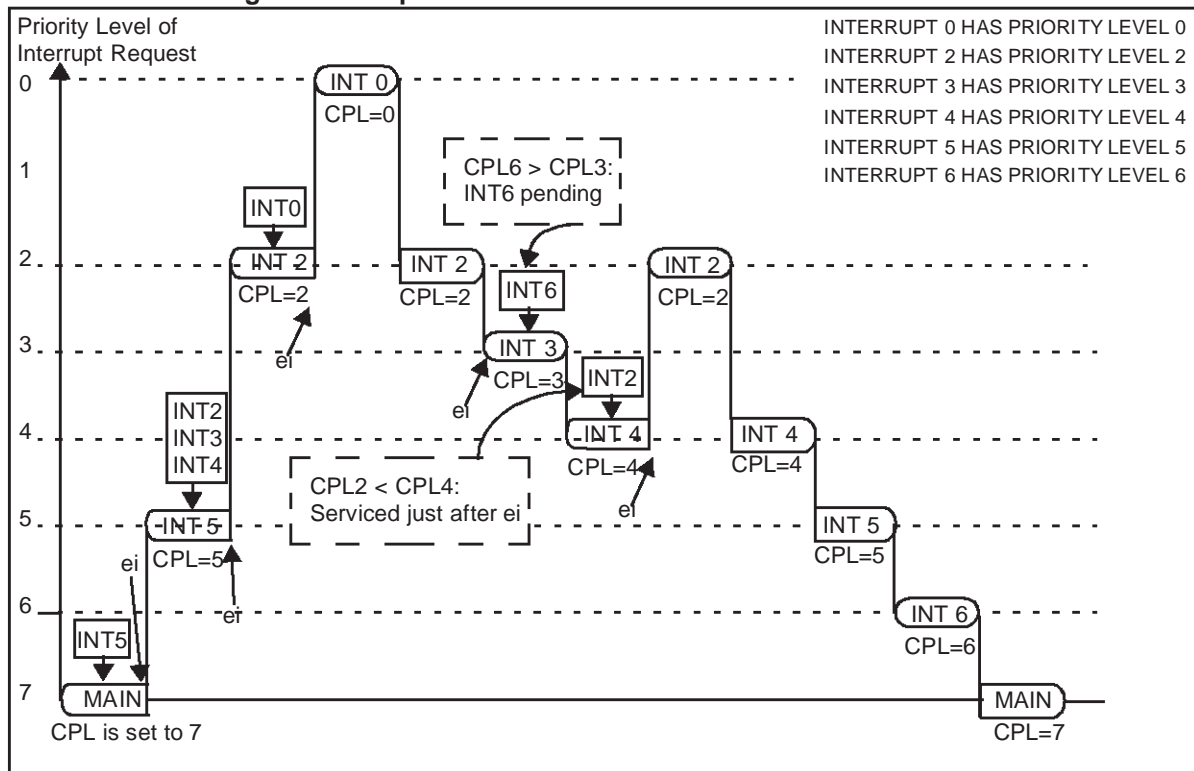 Priority Level of
Interrupt Request
INTERRUPT 0 HAS PRIORITY LEVEL 0
INTERRUPT 2 HAS PRIORITY LEVEL 2
INTERRUPT 3 HAS PRIORITY LEVEL 3
INTERRUPT 4 HAS PRIORITY LEVEL 4
INTERRUPT 5 HAS PRIORITY LEVEL 5
INTERRUPT 6 HAS PRIORITY LEVEL 6
0
INT 0
CPL=0
1
CPL6 > CPL3:
INT6 pending
INT0
2
INT 2
CPL=2
INT 2
CPL=2
INT 2
CPL=2
ei
INT6
3
INT 3
CPL=3
ei
INT2
INT2
INT3
INT4
4
INT 4
CPL=4
ei
INT 4
CPL=4
CPL2 < CPL4:
Serviced just after ei
5
INT 5
CPL=5
ei
ei
INT 5
CPL=5
6
INT 6
CPL=6
INT5
7
MAIN
CPL is set to 7
MAIN
CPL=7